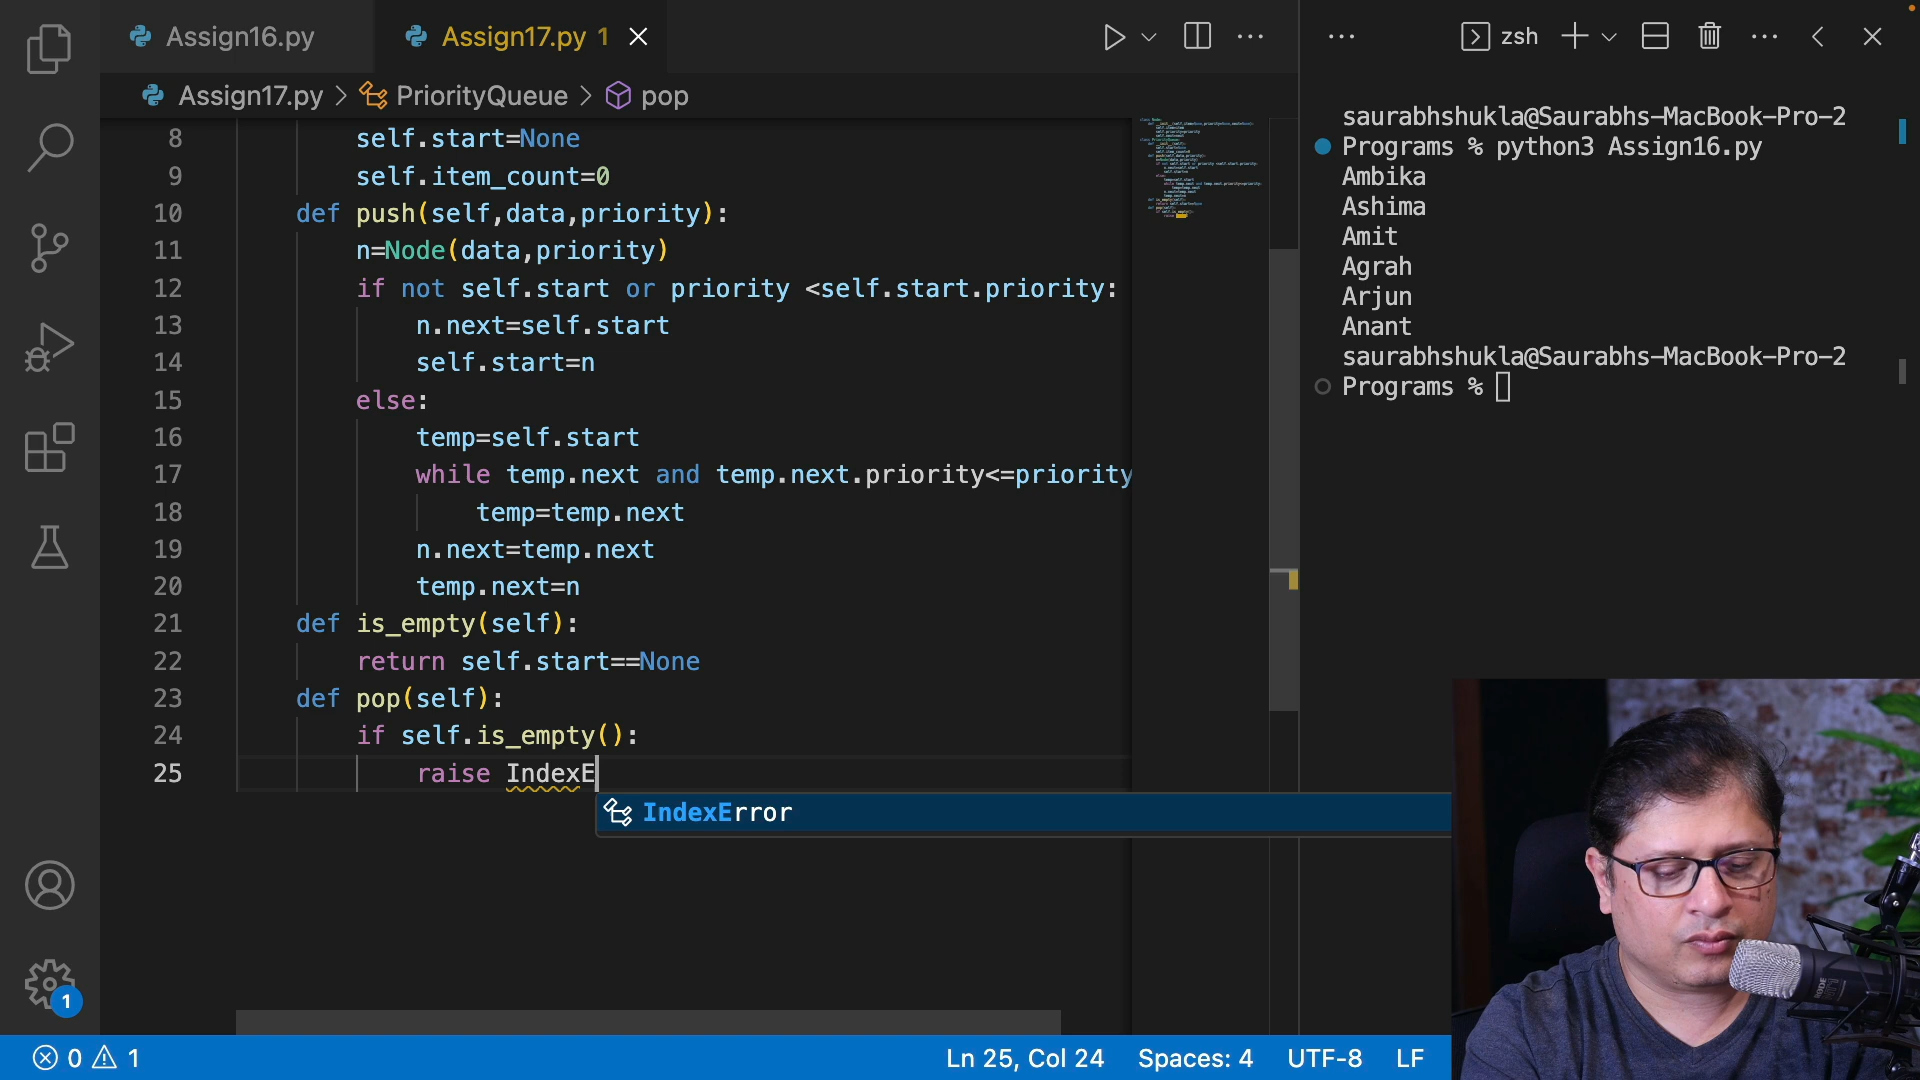 Assign16.py
Assign17.py 1
zsh
Assign17.py > PriorityQueue > pop
8 self.start=None
9 self.item_count=0
10 def push(self,data,priority):
11 n=Node(data,priority)
12 if not self.start or priority <self.start.priority:
13 n.next=self.start
14 self.start=n
15 else:
16 temp=self.start
17 while temp.next and temp.next.priority<=priority
18 temp=temp.next
19 n.next=temp.next
20 temp.next=n
21 def is_empty(self):
22 return self.start==None
23 def pop(self):
24 if self.is_empty():
25 raise IndexE
IndexError
saurabhshukla@Saurabhs-MacBook-Pro-2
Programs % python3 Assign16.py
Ambika
Ashima
Amit
Agrah
Arjun
Anant
saurabhshukla@Saurabhs-MacBook-Pro-2
Programs %
1
0 1
Ln 25, Col 24 Spaces: 4 UTF-8 LF